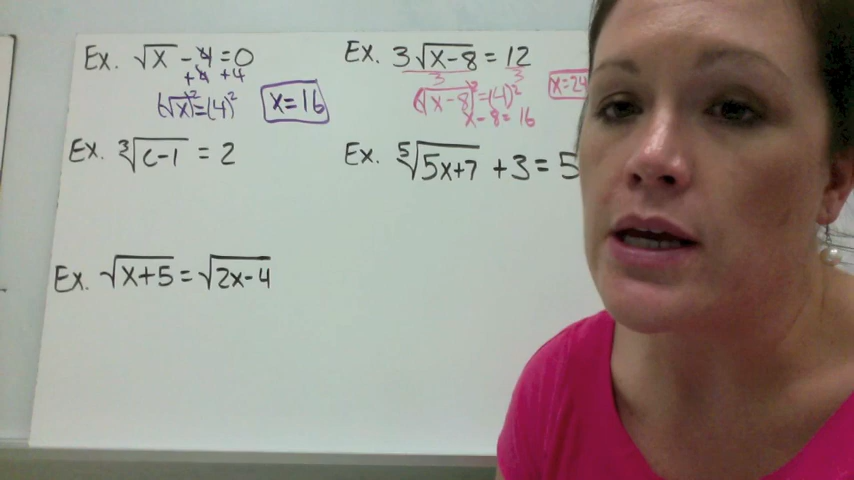 Ex. √x - 4 = 0
+4 +4
(√x)² = (4)²
x = 16
Ex. 3√x-8 = 12
3 3
(√x-8)² = (4)²
x - 8 = 16
x = 24
Ex. ∛c-1 = 2
Ex. ⁵√5x+7 + 3 = 5
Ex. √x+5 = √2x-4